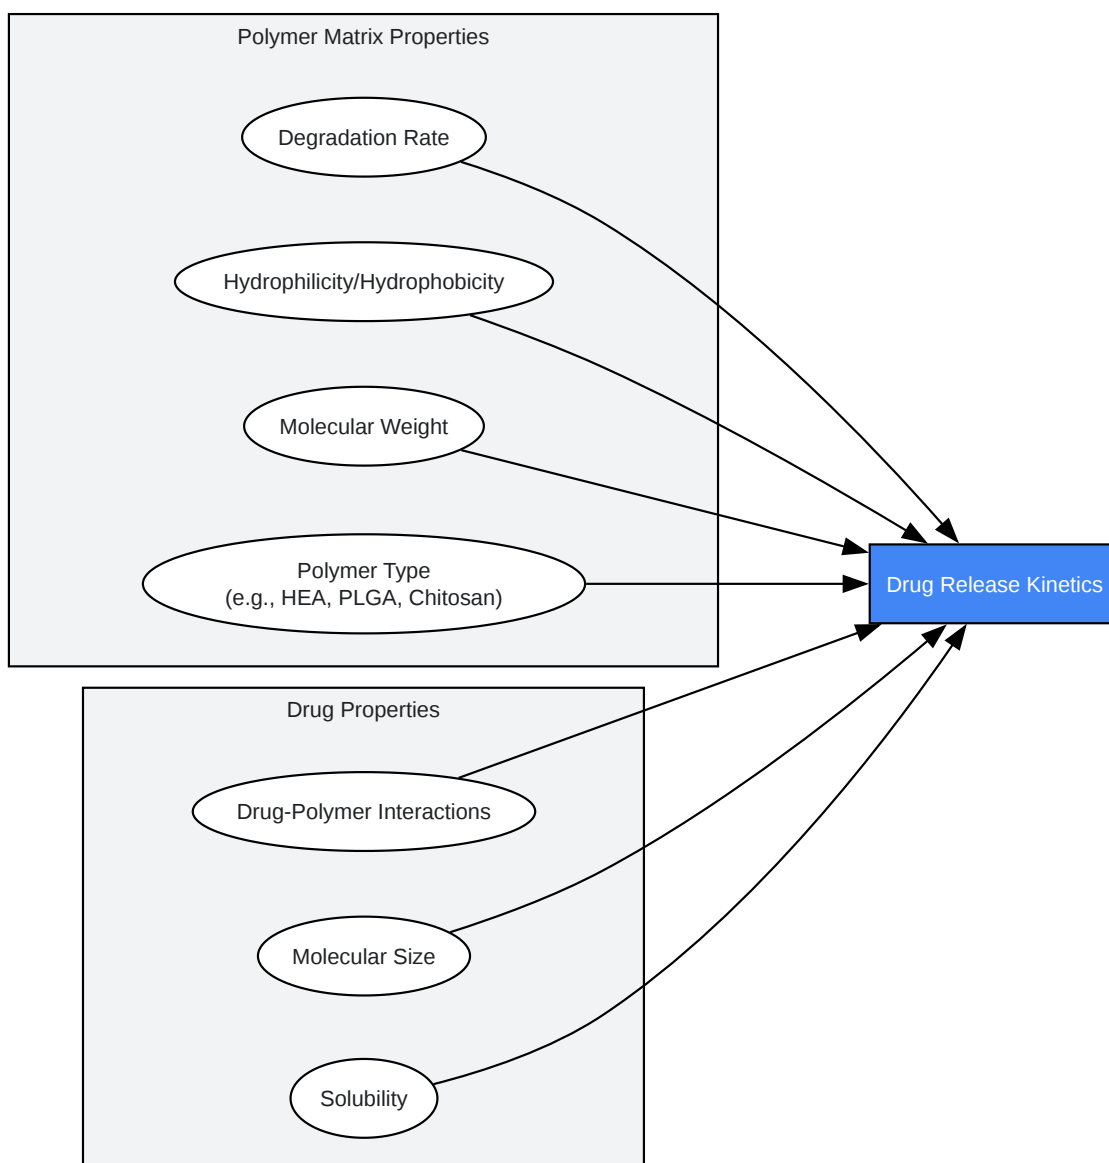 Polymer Matrix Properties
Degradation Rate
Hydrophilicity/Hydrophobicity
Molecular Weight
Polymer Type
(e.g., HEA, PLGA, Chitosan)
Drug Release Kinetics
Drug Properties
Drug-Polymer Interactions
Molecular Size
Solubility